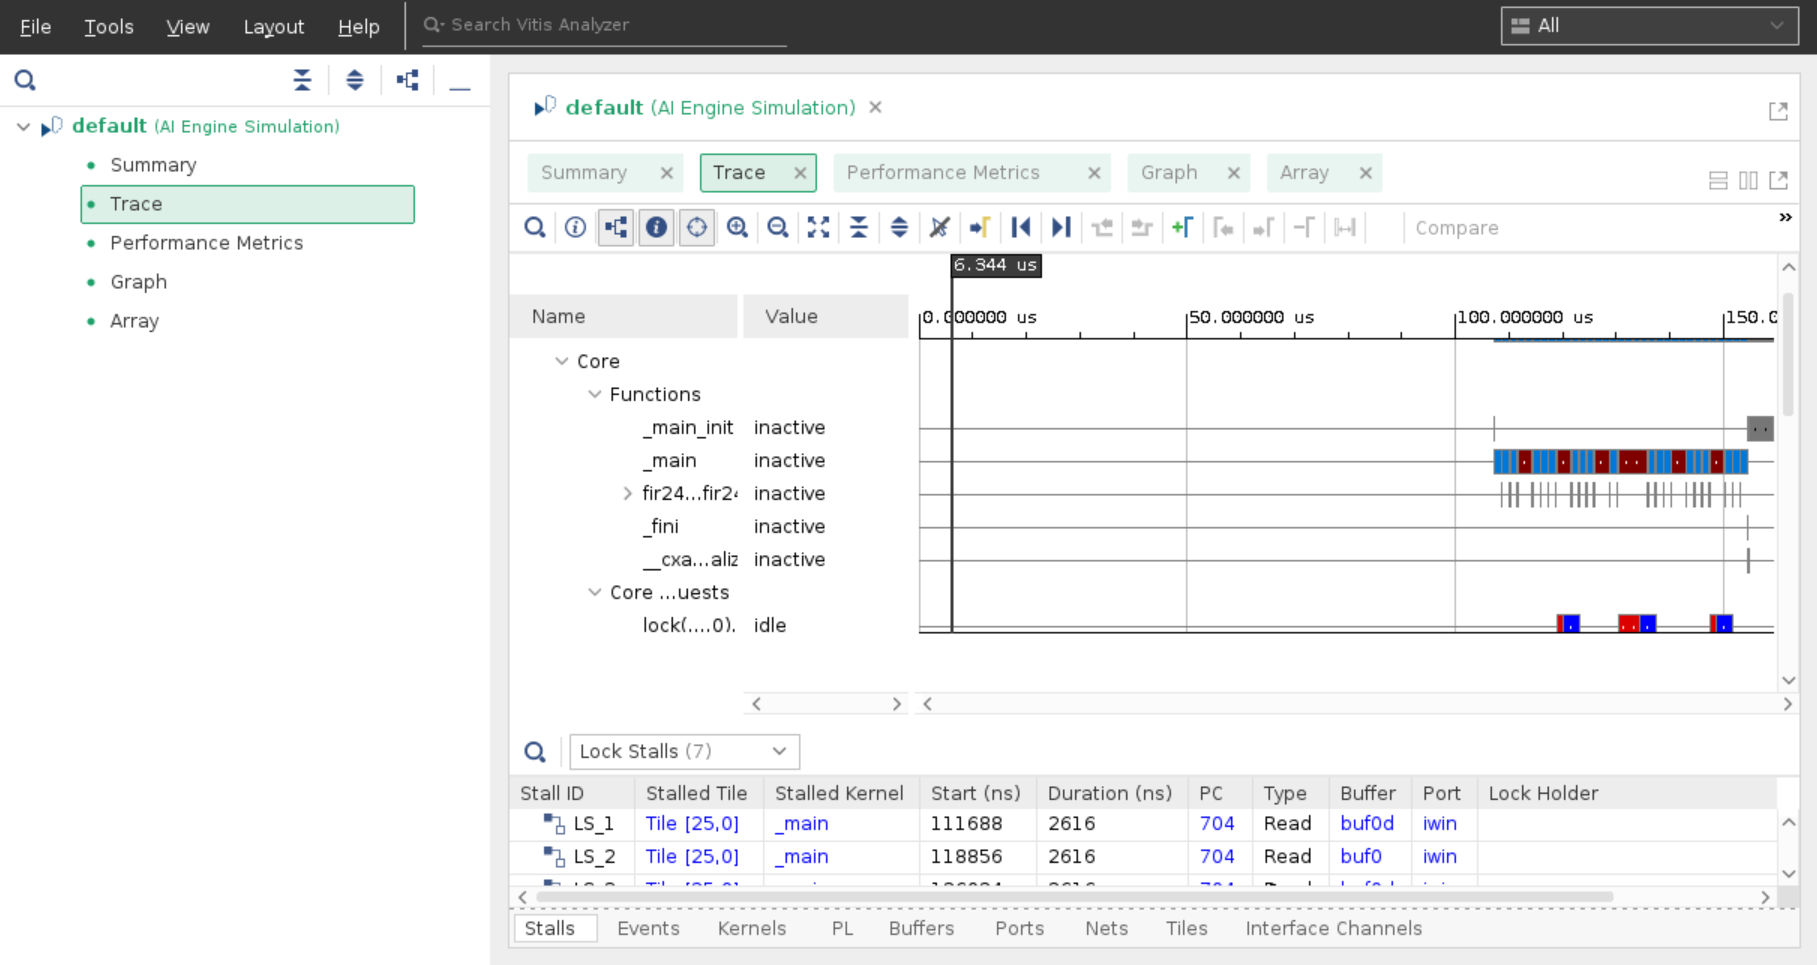 File Tools View Layout Help Search Vitis Analyzer All
default (AI Engine Simulation)
Summary
Trace
Performance Metrics
Graph
Array
default (AI Engine Simulation)
Summary Trace Performance Metrics Graph Array
Compare
6.344 us
Name Value 0.000000 us 50.000000 us 100.000000 us 150.0
Core
Functions
_main_init inactive
_main inactive
fir24...fir24 inactive
_fini inactive
__cxa...aliz inactive
Core ...uests
lock(....0). idle
Lock Stalls (7)
Stall ID Stalled Tile Stalled Kernel Start (ns) Duration (ns) PC Type Buffer Port Lock Holder
LS_1 Tile [25,0] _main 111688 2616 704 Read buf0d iwin
LS_2 Tile [25,0] _main 118856 2616 704 Read buf0 iwin
Stalls Events Kernels PL Buffers Ports Nets Tiles Interface Channels